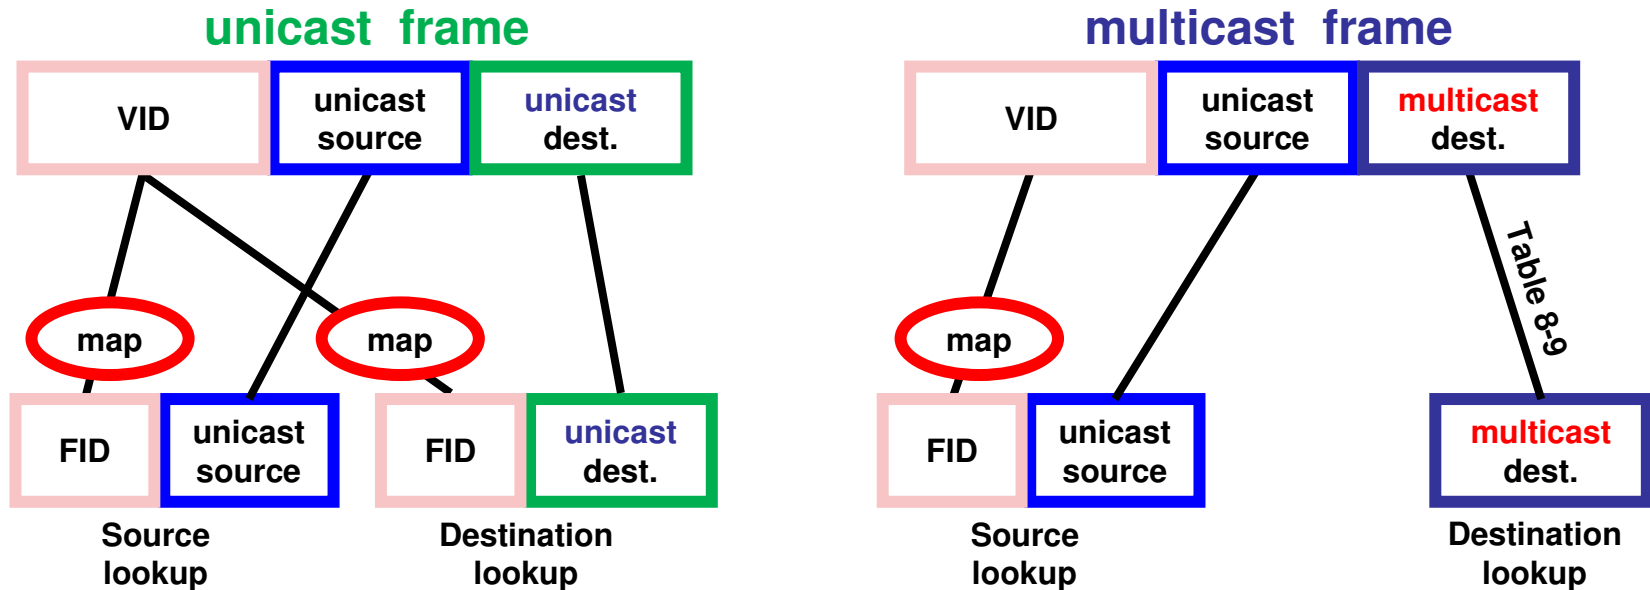 unicast frame
VID
unicast
source
unicast
dest.
map
map
FID
unicast
source
FID
unicast
dest.
Source
lookup
Destination
lookup
multicast frame
VID
unicast
source
multicast
dest.
Table 8-9
map
FID
unicast
source
multicast
dest.
Source
lookup
Destination
lookup